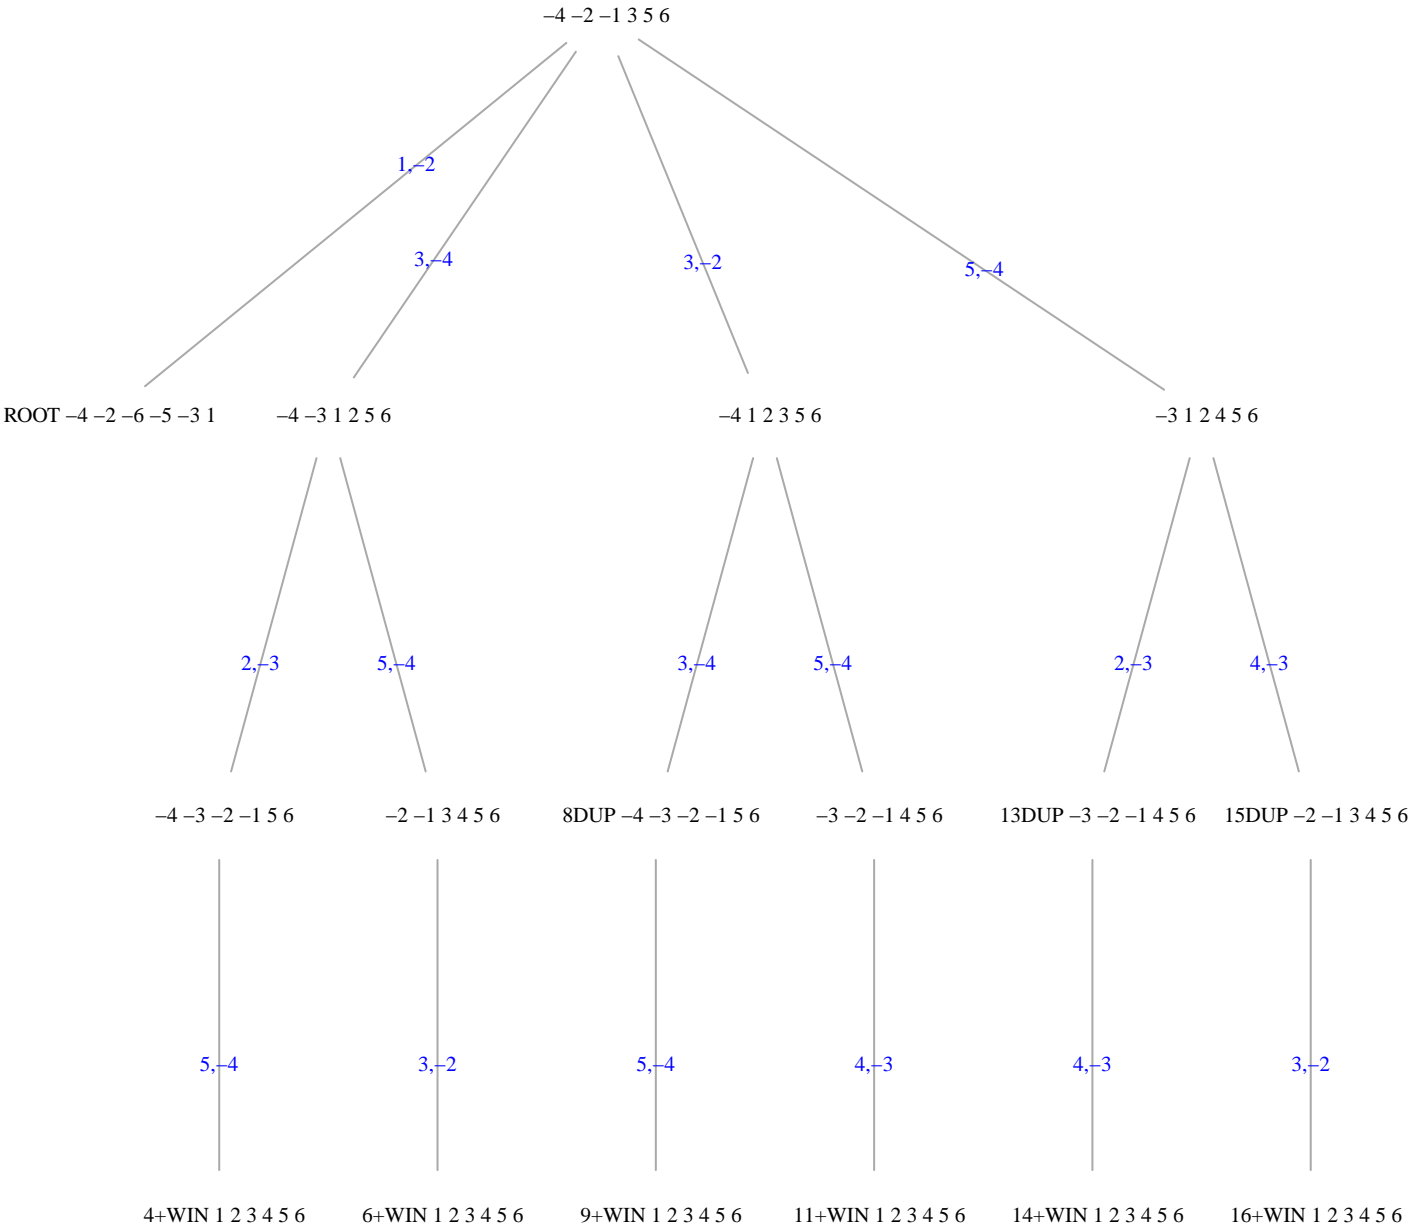 –4 –2 –1 3 5 6
1,–2
3,–4
3,–2
5,–4
ROOT –4 –2 –6 –5 –3 1
–4 –3 1 2 5 6
–4 1 2 3 5 6
–3 1 2 4 5 6
2,–3
5,–4
3,–4
5,–4
2,–3
4,–3
–4 –3 –2 –1 5 6
–2 –1 3 4 5 6
8DUP –4 –3 –2 –1 5 6
–3 –2 –1 4 5 6
13DUP –3 –2 –1 4 5 6
15DUP –2 –1 3 4 5 6
5,–4
3,–2
5,–4
4,–3
4,–3
3,–2
4+WIN 1 2 3 4 5 6
6+WIN 1 2 3 4 5 6
9+WIN 1 2 3 4 5 6
11+WIN 1 2 3 4 5 6
14+WIN 1 2 3 4 5 6
16+WIN 1 2 3 4 5 6